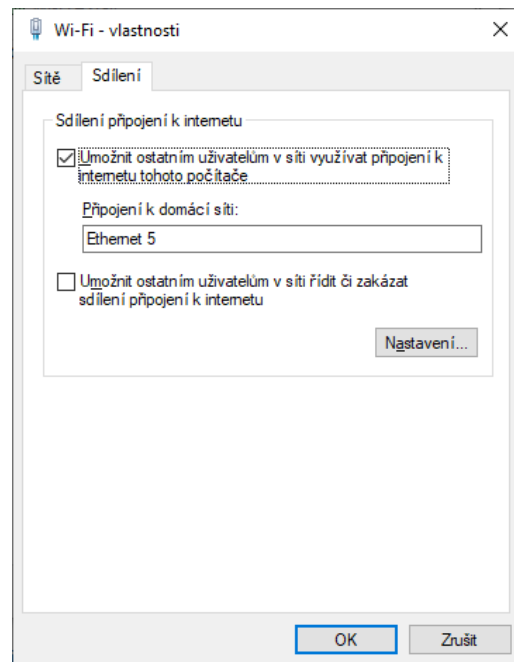 Wi-Fi - vlastnosti
Sítě
Sdílení
Sdílení připojení k internetu
Umožnit ostatním uživatelům v síti využívat připojení k
internetu tohoto počítače
Připojení k domácí síti:
Ethernet 5
Umožnit ostatním uživatelům v síti řídit či zakázat
sdílení připojení k internetu
Nastavení...
OK
Zrušit